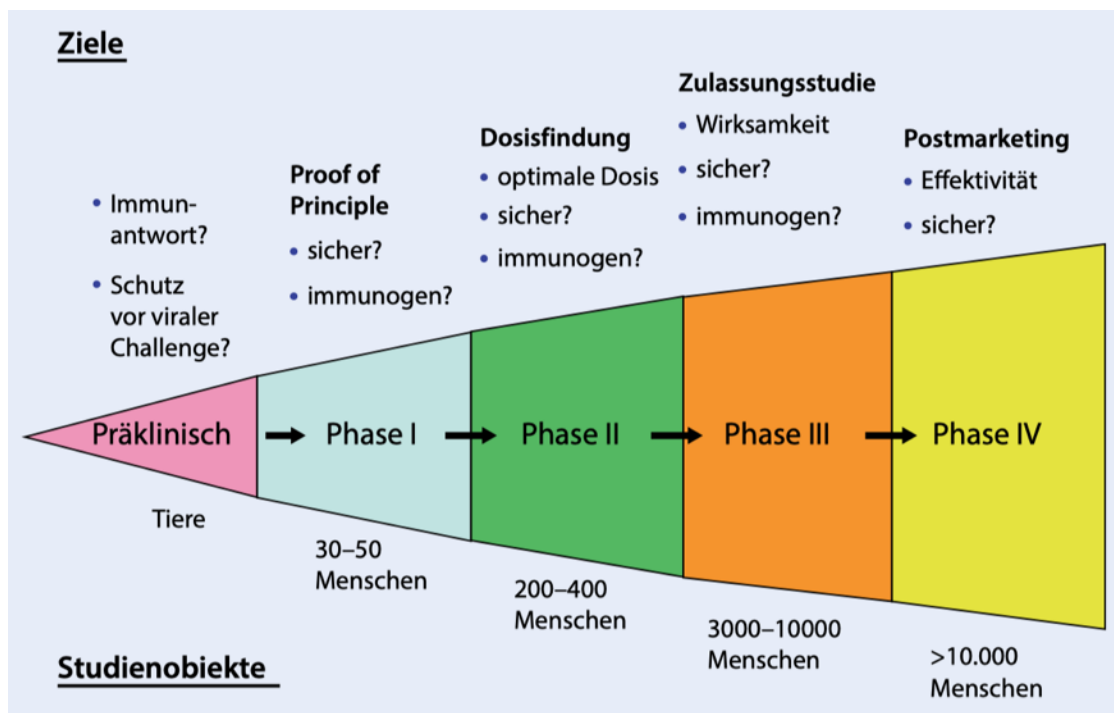 Ziele
• Immun-
antwort?
• Schutz
vor viraler
Challenge?
Proof of
Principle
• sicher?
• immunogen?
Dosisfindung
• optimale Dosis
• sicher?
• immunogen?
Zulassungsstudie
• Wirksamkeit
• sicher?
• immunogen?
Postmarketing
• Effektivität
• sicher?
Präklinisch
Phase I
Phase II
Phase III
Phase IV
Tiere
30–50
Menschen
200–400
Menschen
3000–10000
Menschen
>10.000
Menschen
Studienobiekte